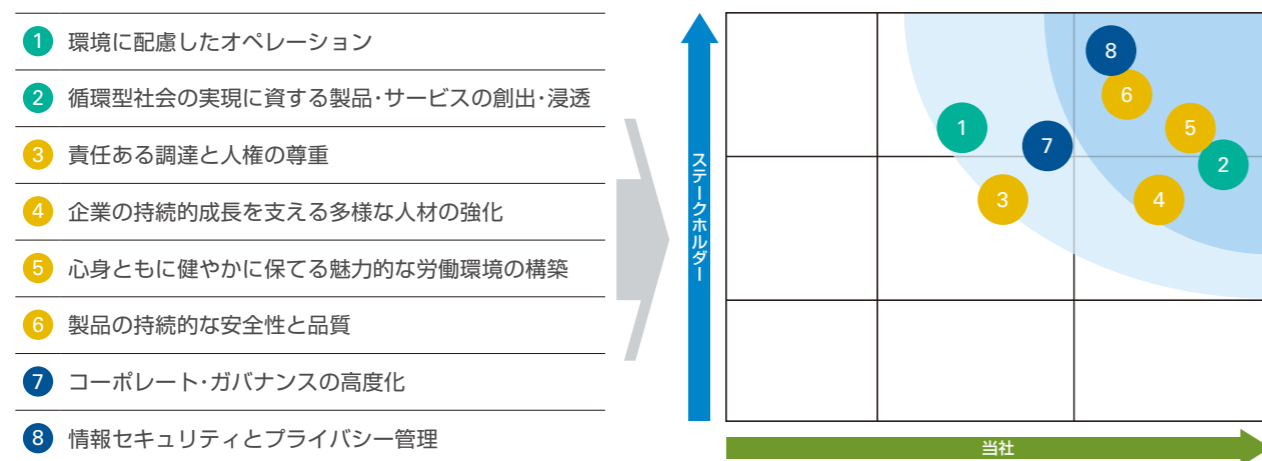 1 環境に配慮したオペレーション
2 循環型社会の実現に資する製品・サービスの創出・浸透
3 責任ある調達と人権の尊重
4 企業の持続的成長を支える多様な人材の強化
5 心身ともに健やかに保てる魅力的な労働環境の構築
6 製品の持続的な安全性と品質
7 コーポレート・ガバナンスの高度化
8 情報セキュリティとプライバシー管理
ステークホルダー
8
6
1
5
7
2
3
4
当社